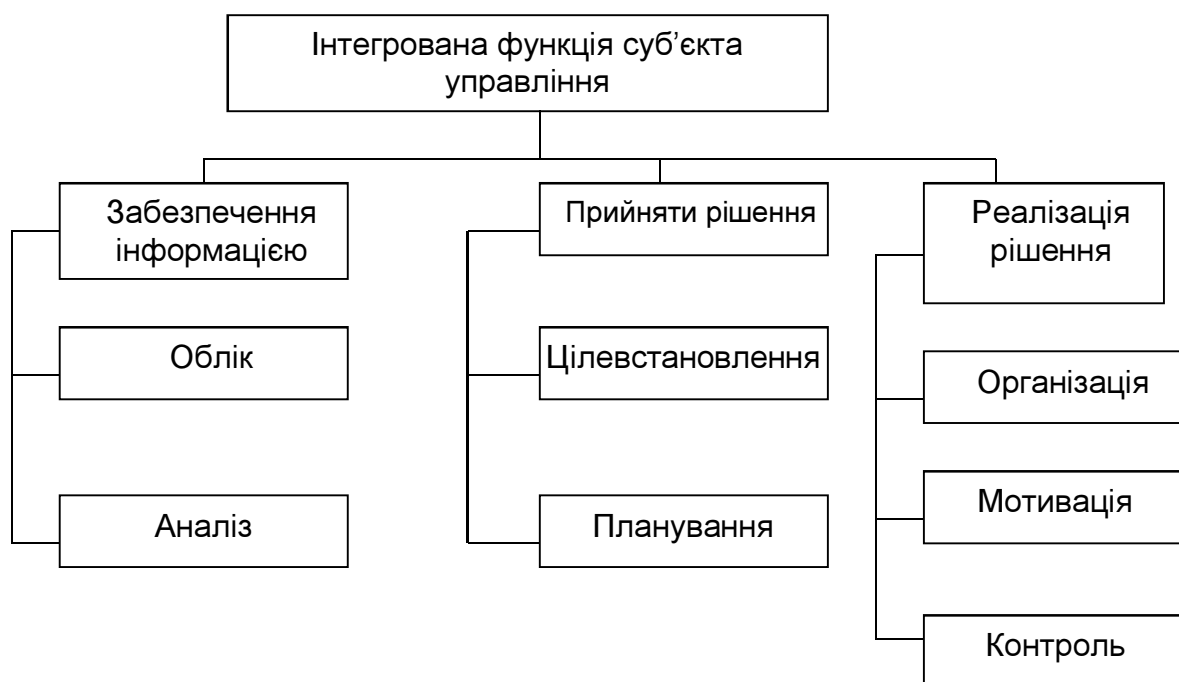 Інтегрована функція суб’єкта
управління
Забезпечення
інформацією
Облік
Аналіз
Прийняти рішення
Цілевстановлення
Планування
Реалізація
рішення
Організація
Мотивація
Контроль